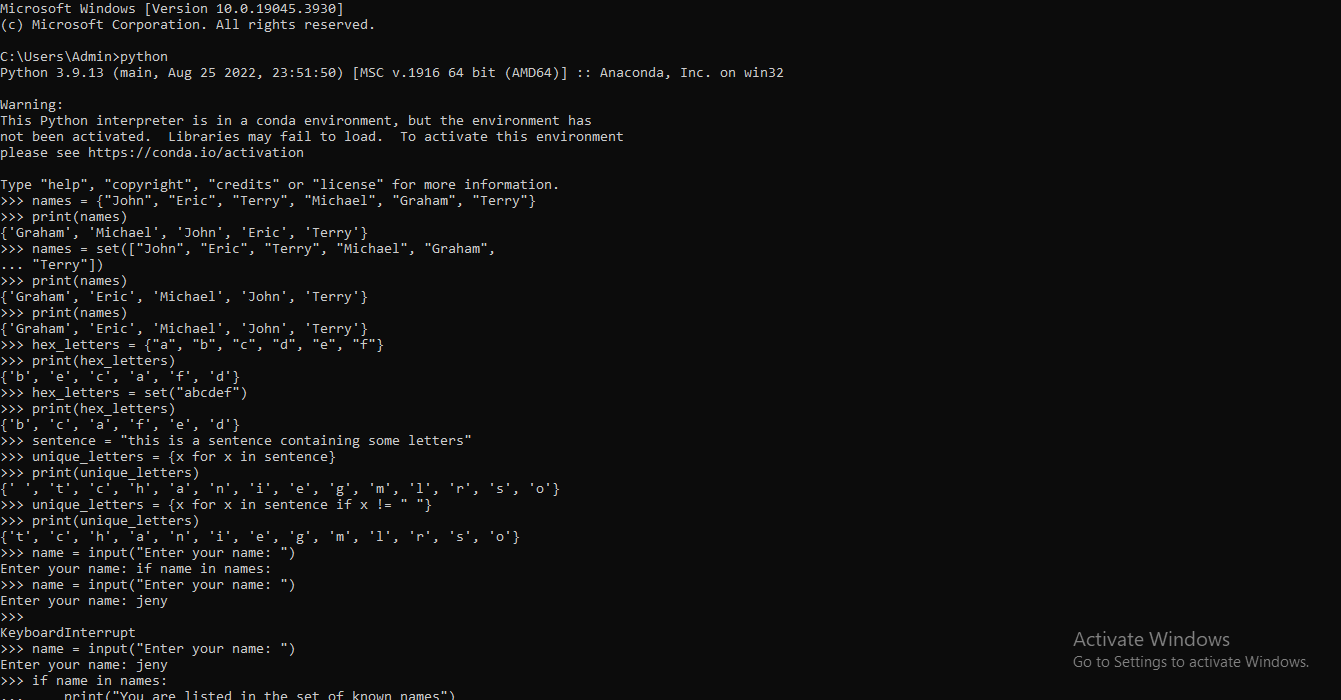 Microsoft Windows [Version 10.0.19045.3930]
(c) Microsoft Corporation. All rights reserved.
C:\Users\Admin>python
Python 3.9.13 (main, Aug 25 2022, 23:51:50) [MSC v.1916 64 bit (AMD64)] :: Anaconda, Inc. on win32
Warning:
This Python interpreter is in a conda environment, but the environment has
not been activated.  Libraries may fail to load.  To activate this environment
please see https://conda.io/activation
Type "help", "copyright", "credits" or "license" for more information.
>>> names = {"John", "Eric", "Terry", "Michael", "Graham", "Terry"}
>>> print(names)
{'Graham', 'Michael', 'John', 'Eric', 'Terry'}
>>> names = set(["John", "Eric", "Terry", "Michael", "Graham",
... "Terry"])
>>> print(names)
{'Graham', 'Eric', 'Michael', 'John', 'Terry'}
>>> print(names)
{'Graham', 'Eric', 'Michael', 'John', 'Terry'}
>>> hex_letters = {"a", "b", "c", "d", "e", "f"}
>>> print(hex_letters)
{'b', 'e', 'c', 'a', 'f', 'd'}
>>> hex_letters = set("abcdef")
>>> print(hex_letters)
{'b', 'c', 'a', 'f', 'e', 'd'}
>>> sentence = "this is a sentence containing some letters"
>>> unique_letters = {x for x in sentence}
>>> print(unique_letters)
{' ', 't', 'c', 'h', 'a', 'n', 'i', 'e', 'g', 'm', 'l', 'r', 's', 'o'}
>>> unique_letters = {x for x in sentence if x != " "}
>>> print(unique_letters)
{'t', 'c', 'h', 'a', 'n', 'i', 'e', 'g', 'm', 'l', 'r', 's', 'o'}
>>> name = input("Enter your name: ")
Enter your name: if name in names:
>>> name = input("Enter your name: ")
Enter your name: jeny
>>>
KeyboardInterrupt
>>> name = input("Enter your name: ")
Enter your name: jeny
>>> if name in names:
...     print("You are listed in the set of known names")
Activate Windows
Go to Settings to activate Windows.